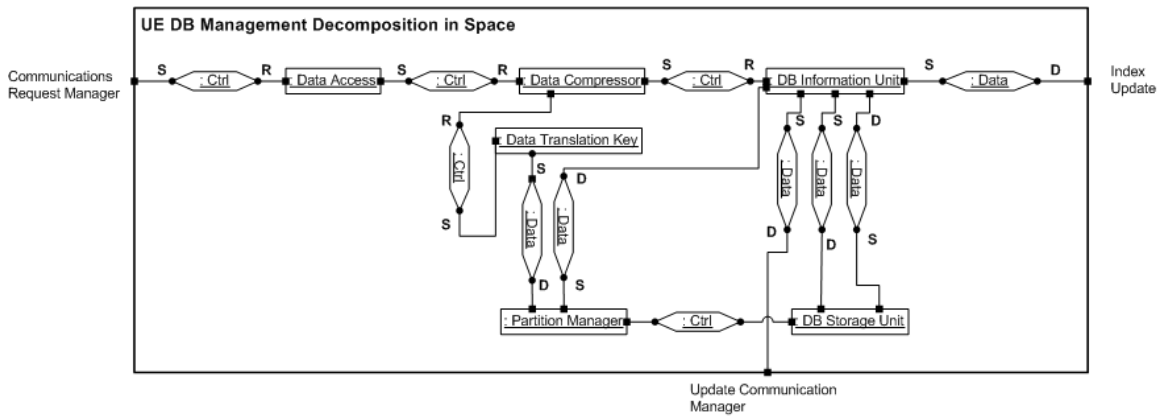 UE DB Management Decomposition in Space
Communications
Request Manager
S
: Ctrl
R
: Data Access
S
: Ctrl
R
: Data Compressor
S
: Ctrl
R
: DB Information Unit
S
: Data
D
Index
Update
R
: Ctrl
S
: Data Translation Key
S
: Data
D
D
: Data
S
S
: Data
D
S
: Data
D
D
: Data
S
: Partition Manager
: Ctrl
: DB Storage Unit
Update Communication
Manager